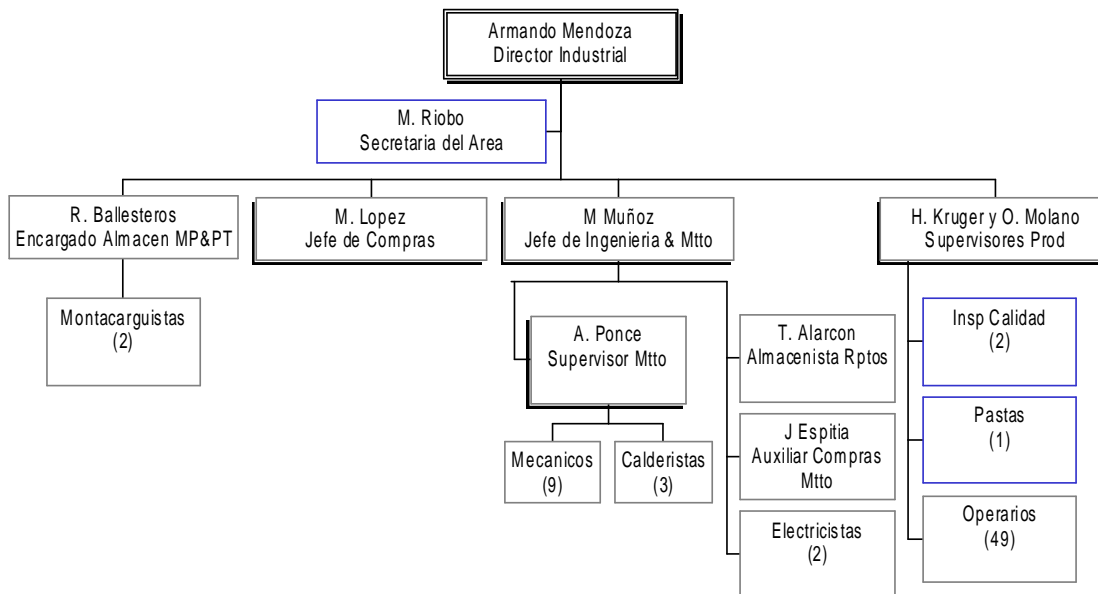 Armando Mendoza
Director Industrial
M. Riobo
Secretaria del Area
R. Ballesteros
Encargado Almacen MP&PT
M. Lopez
Jefe de Compras
M Muñoz
Jefe de Ingenieria & Mtto
H. Kruger y O. Molano
Supervisores Prod
Montacarguistas
(2)
A. Ponce
Supervisor Mtto
Mecanicos
(9)
Calderistas
(3)
T. Alarcon
Almacenista Rptos
J Espitia
Auxiliar Compras
Mtto
Electricistas
(2)
Insp Calidad
(2)
Pastas
(1)
Operarios
(49)